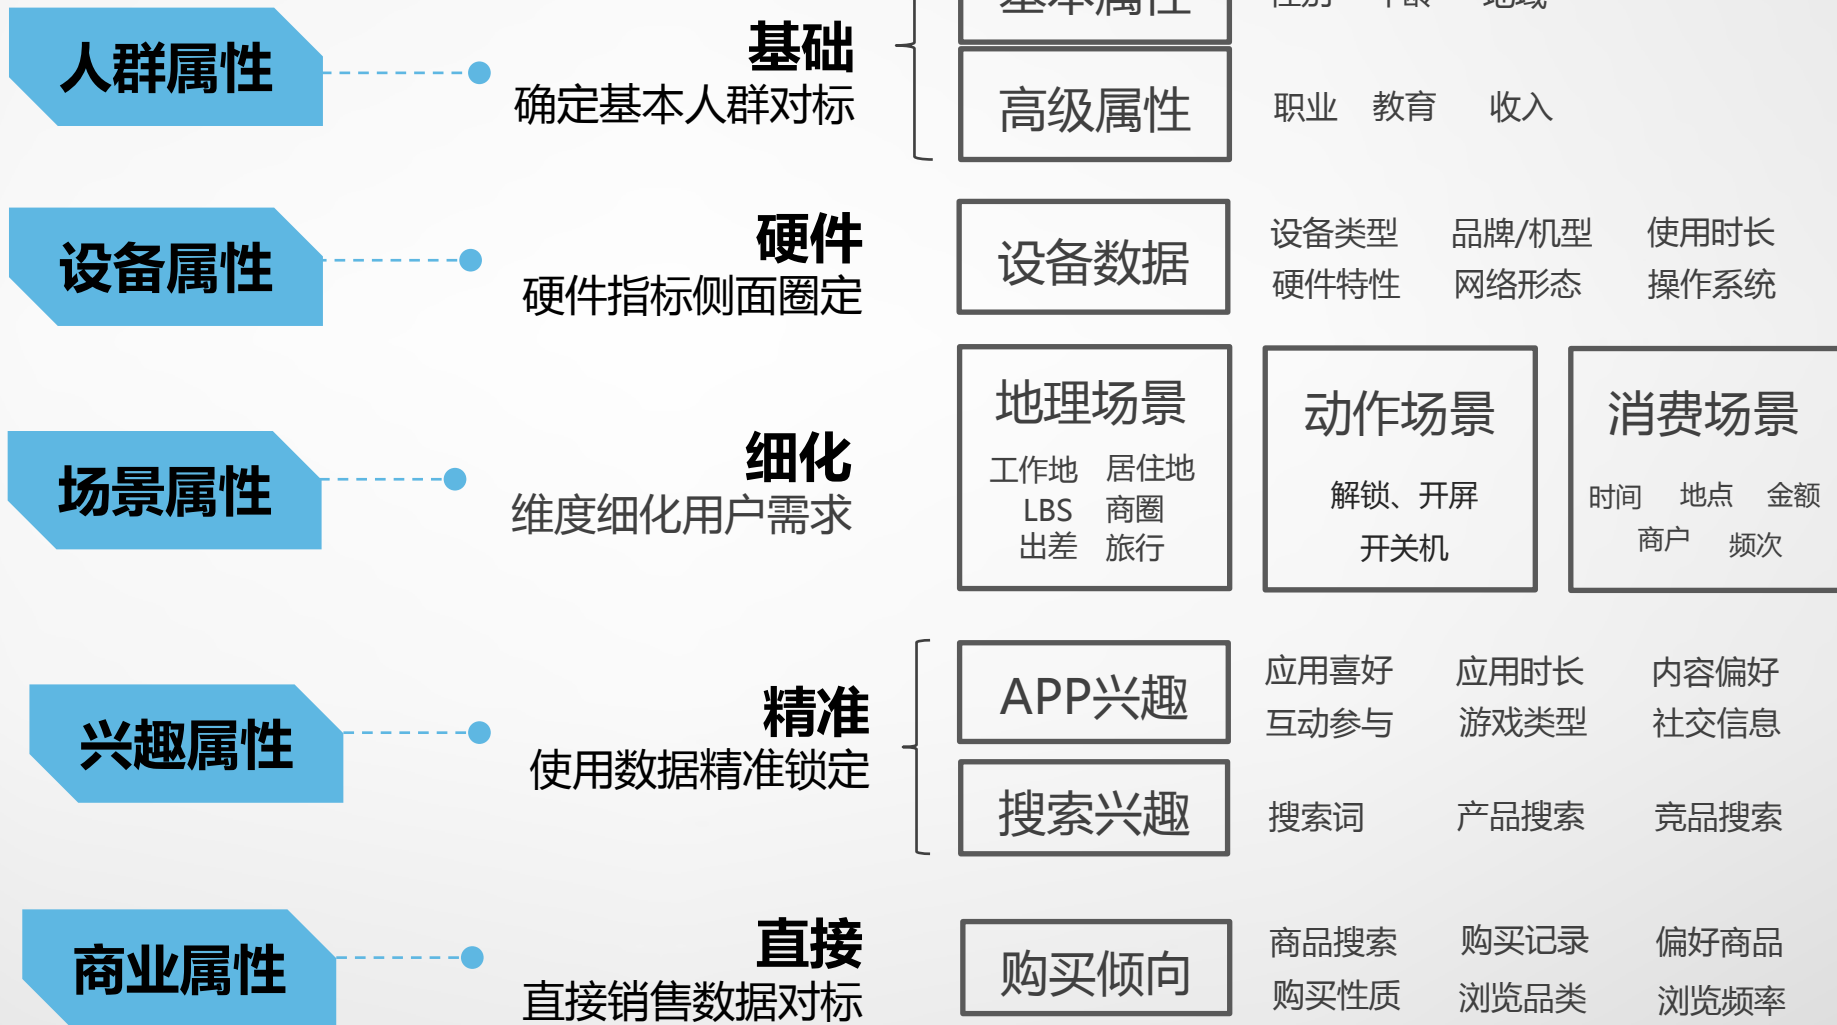 人群属性
基础
确定基本人群对标
基本属性
性别 年龄 地域
高级属性
职业 教育 收入
设备属性
硬件
硬件指标侧面圈定
设备数据
设备类型 品牌/机型 使用时长
硬件特性 网络形态 操作系统
场景属性
细化
维度细化用户需求
地理场景
工作地 居住地
LBS 商圈
出差 旅行
动作场景
解锁、开屏
开关机
消费场景
时间 地点 金额
商户 频次
兴趣属性
精准
使用数据精准锁定
APP兴趣
应用喜好 应用时长 内容偏好
互动参与 游戏类型 社交信息
搜索兴趣
搜索词 产品搜索 竞品搜索
商业属性
直接
直接销售数据对标
购买倾向
商品搜索 购买记录 偏好商品
购买性质 浏览品类 浏览频率